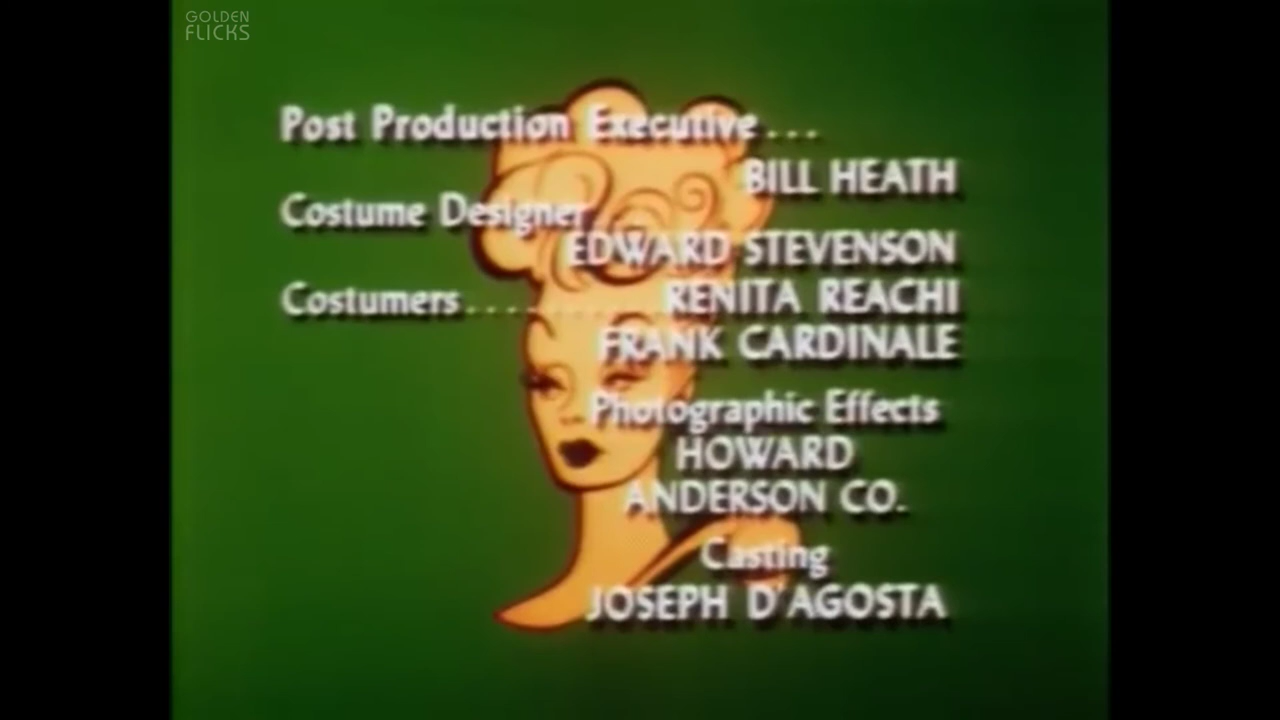 GOLDEN
FLICKS
Post Production Executive...
BILL HEATH
Costume Designer
EDWARD STEVENSON
Costumers........ RENITA REACHI
FRANK CARDINALE
Photographic Effects
HOWARD
ANDERSON CO.
Casting
JOSEPH D'AGOSTA